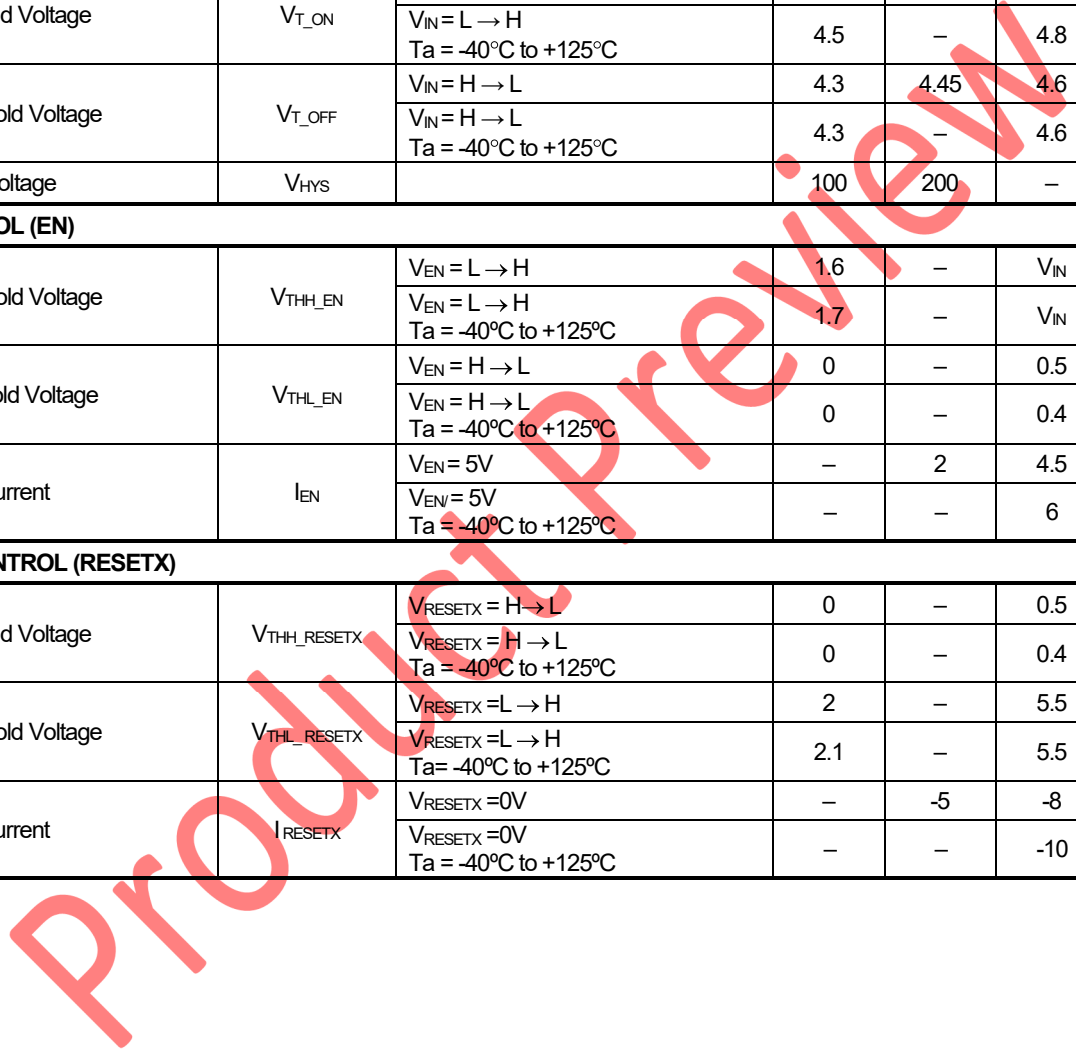 d Voltage V_T_ON V_IN = L → H
Ta = -40°C to +125°C 4.5 – 4.8
old Voltage V_T_OFF V_IN = H → L 4.3 4.45 4.6
V_IN = H → L
Ta = -40°C to +125°C 4.3 – 4.6
oltage V_HYS 100 200 –
OL (EN)
old Voltage V_THH_EN V_EN = L → H 1.6 – V_IN
V_EN = L → H
Ta = -40ºC to +125ºC 1.7 – V_IN
old Voltage V_THL_EN V_EN = H → L 0 – 0.5
V_EN = H → L
Ta = -40ºC to +125ºC 0 – 0.4
urrent I_EN V_EN = 5V – 2 4.5
V_EN/ = 5V
Ta = -40ºC to +125ºC – – 6
NTROL (RESETX)
d Voltage V_THH_RESETX V_RESETX = H→L 0 – 0.5
V_RESETX = H → L
Ta = -40ºC to +125ºC 0 – 0.4
old Voltage V_THL_RESETX V_RESETX =L → H 2 – 5.5
V_RESETX =L → H
Ta= -40ºC to +125ºC 2.1 – 5.5
urrent I_RESETX V_RESETX =0V – -5 -8
V_RESETX =0V
Ta = -40ºC to +125ºC – – -10
Product Preview